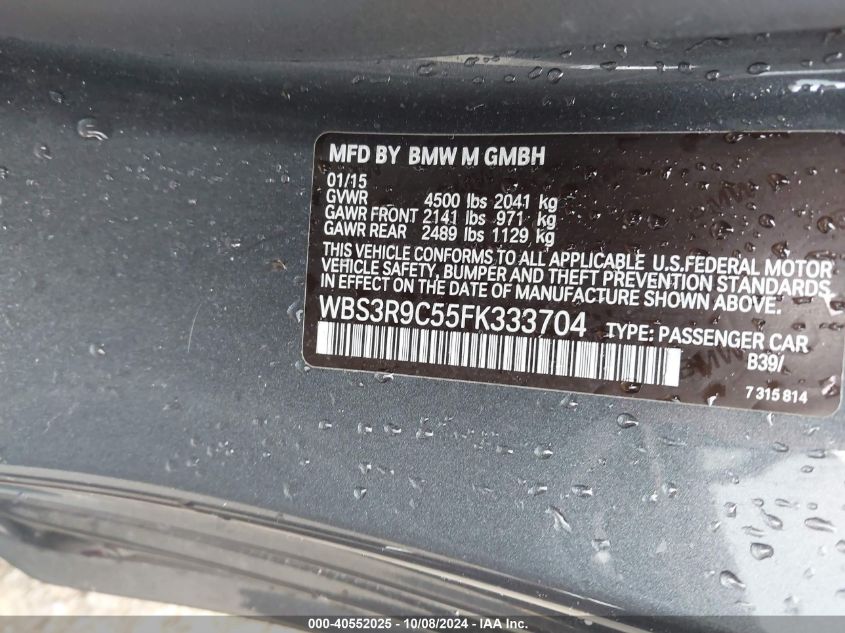 MFD BY BMW M GMBH
01/15
GVWR 4500 lbs 2041 kg
GAWR FRONT 2141 lbs 971 kg
GAWR REAR 2489 lbs 1129 kg
THIS VEHICLE CONFORMS TO ALL APPLICABLE U.S.FEDERAL MOTOR
VEHICLE SAFETY, BUMPER AND THEFT PREVENTION STANDARDS
IN EFFECT ON THE DATE OF MANUFACTURE SHOWN ABOVE.
WBS3R9C55FK333704 TYPE: PASSENGER CAR
B39/
7 315 814
000-40552025 - 10/08/2024 - IAA Inc.